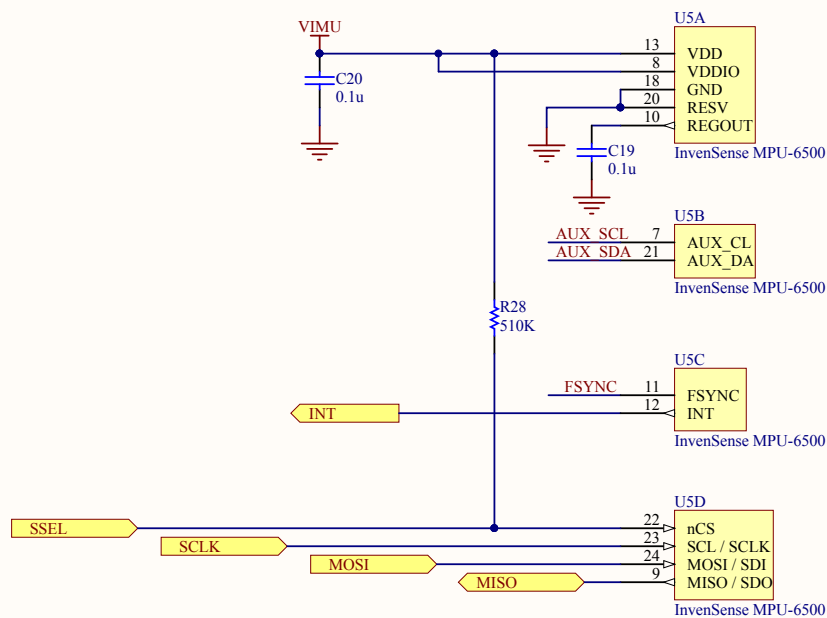 U5A
VIMU
13 VDD
8 VDDIO
18 GND
20 RESV
10 REGOUT
C20
0.1u
InvenSense MPU-6500
C19
0.1u
U5B
AUX_SCL 7 AUX_CL
AUX_SDA 21 AUX_DA
InvenSense MPU-6500
R28
510K
U5C
FSYNC 11 FSYNC
INT 12 INT
InvenSense MPU-6500
U5D
SSEL 22 nCS
SCLK 23 SCL / SCLK
MOSI 24 MOSI / SDI
MISO 9 MISO / SDO
InvenSense MPU-6500